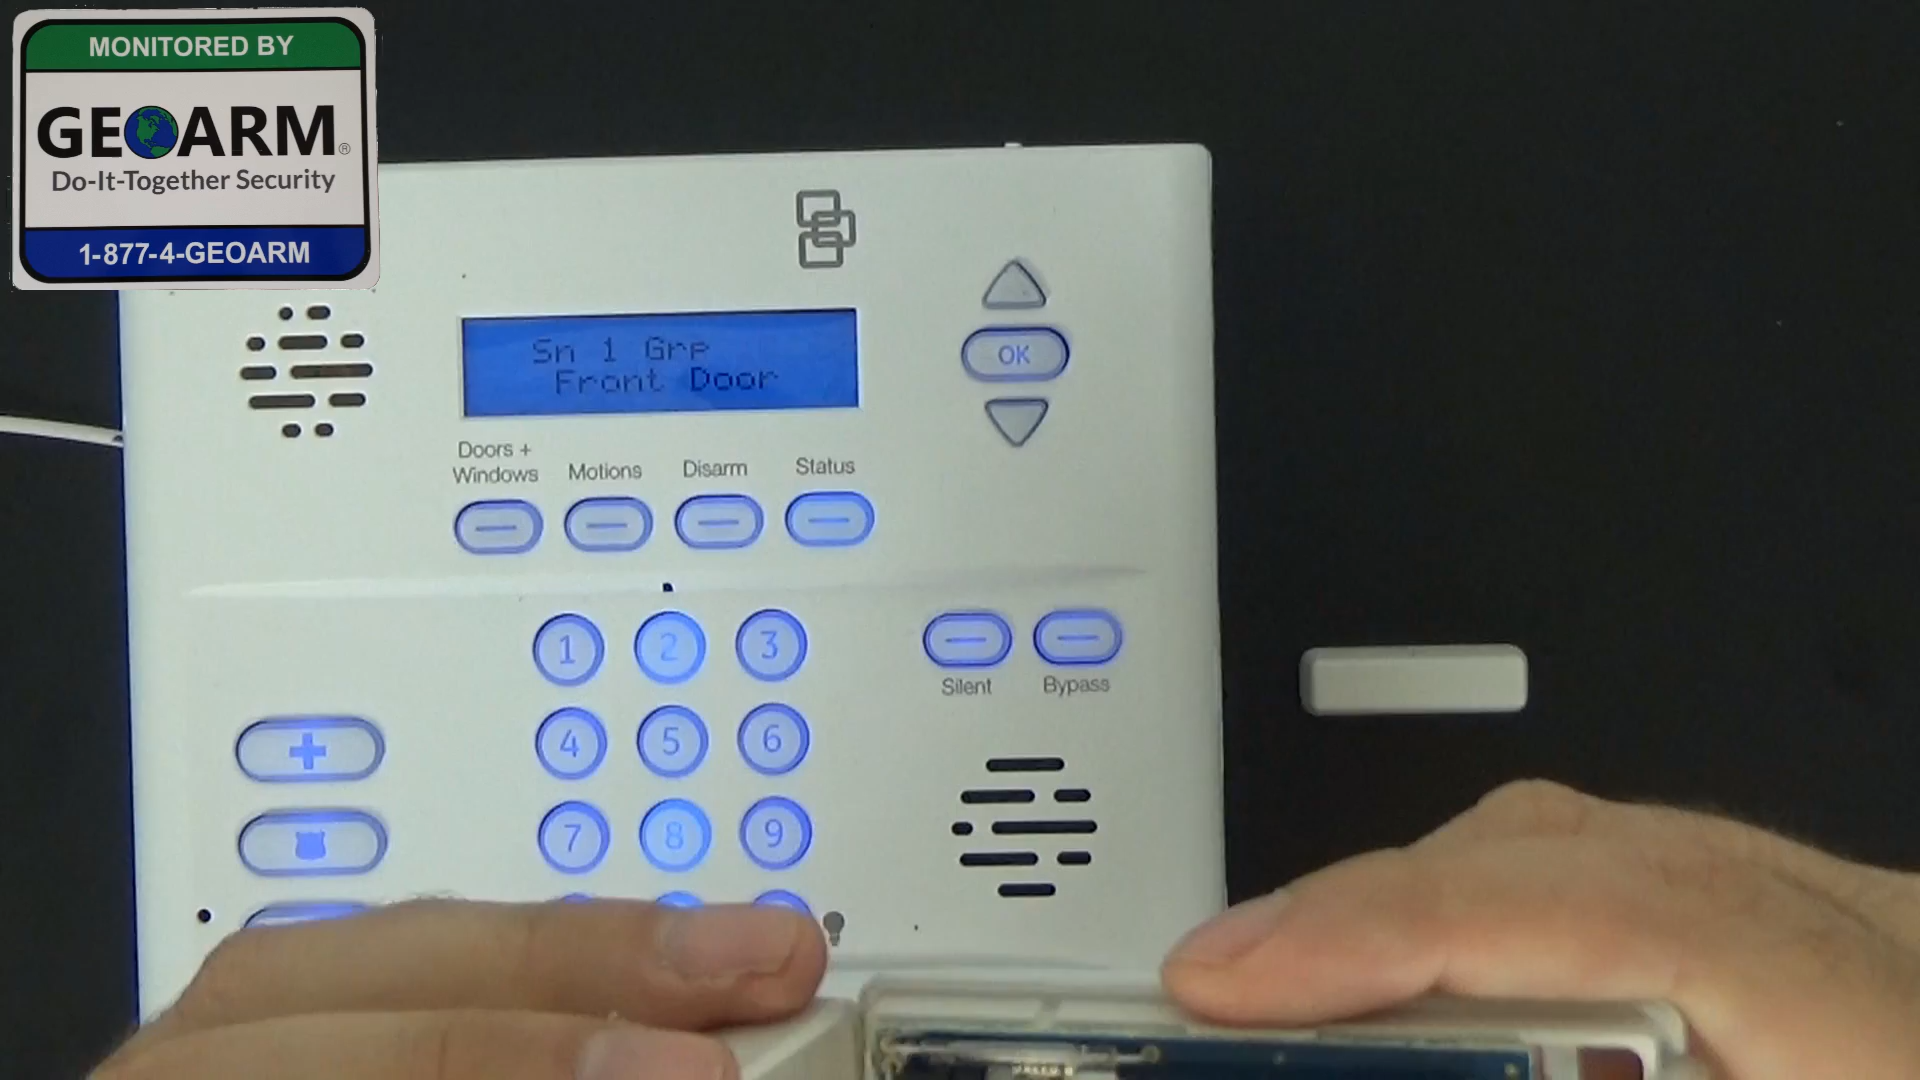 MONITORED BY
GEOARM®
Do-It-Together Security
1-877-4-GEOARM
Sn 1 Grp
Front Door
OK
Doors +
Windows
Motions
Disarm
Status
1
2
3
Silent
Bypass
4
5
6
7
8
9